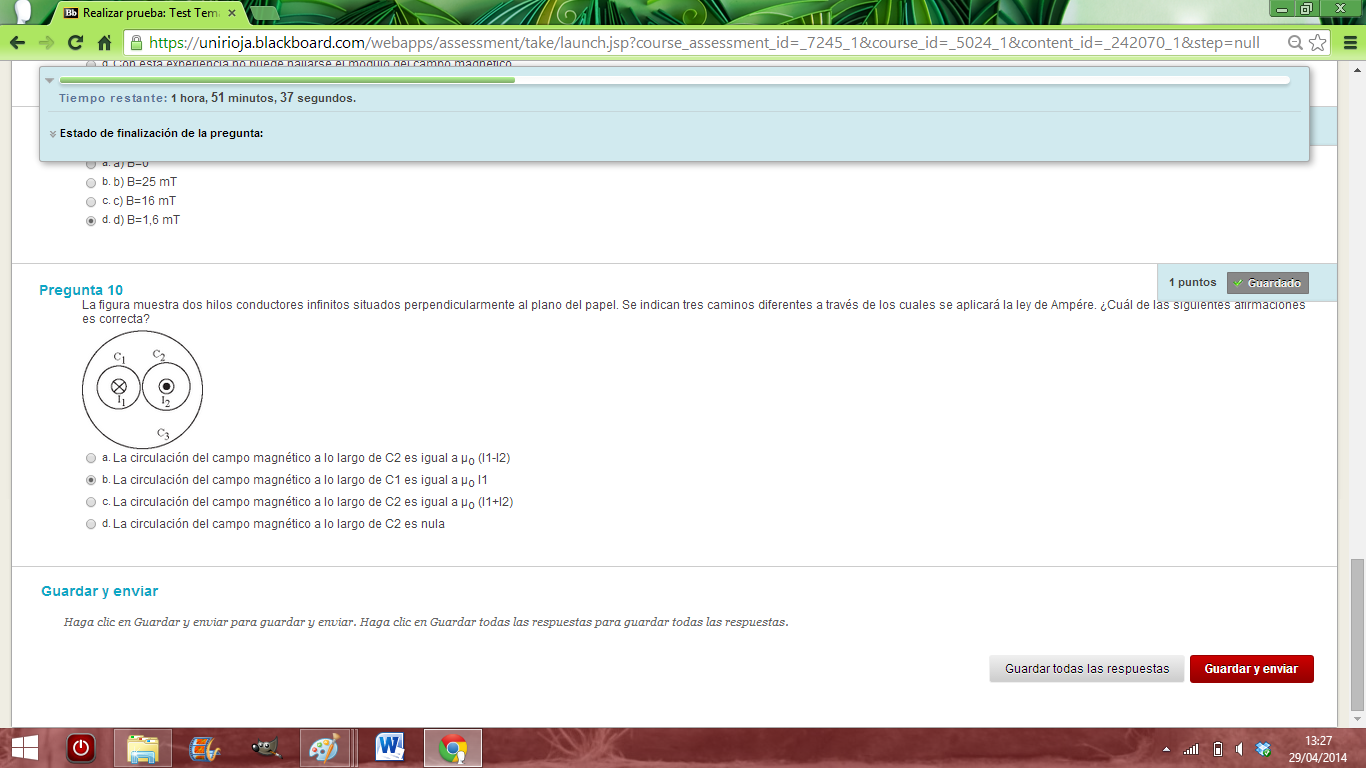 Realizar prueba: Test Tem
https://unirioja.blackboard.com/webapps/assessment/take/launch.jsp?course_assessment_id=_7245_1&course_id=_5024_1&content_id=_242070_1&step=null
d. Con esta experiencia no puede hallarse el módulo del campo magnético
Tiempo restante: 1 hora, 51 minutos, 37 segundos.
Estado de finalización de la pregunta:
a. a) B=0
b. b) B=25 mT
c. c) B=16 mT
d. d) B=1,6 mT
Pregunta 10
1 puntos
Guardado
La figura muestra dos hilos conductores infinitos situados perpendicularmente al plano del papel. Se indican tres caminos diferentes a través de los cuales se aplicará la ley de Ampére. ¿Cuál de las siguientes afirmaciones
es correcta?
C1 C2
I1 I2
C3
a. La circulación del campo magnético a lo largo de C2 es igual a μ0 (I1-I2)
b. La circulación del campo magnético a lo largo de C1 es igual a μ0 I1
c. La circulación del campo magnético a lo largo de C2 es igual a μ0 (I1+I2)
d. La circulación del campo magnético a lo largo de C2 es nula
Guardar y enviar
Haga clic en Guardar y enviar para guardar y enviar. Haga clic en Guardar todas las respuestas para guardar todas las respuestas.
Guardar todas las respuestas
Guardar y enviar
13:27
29/04/2014